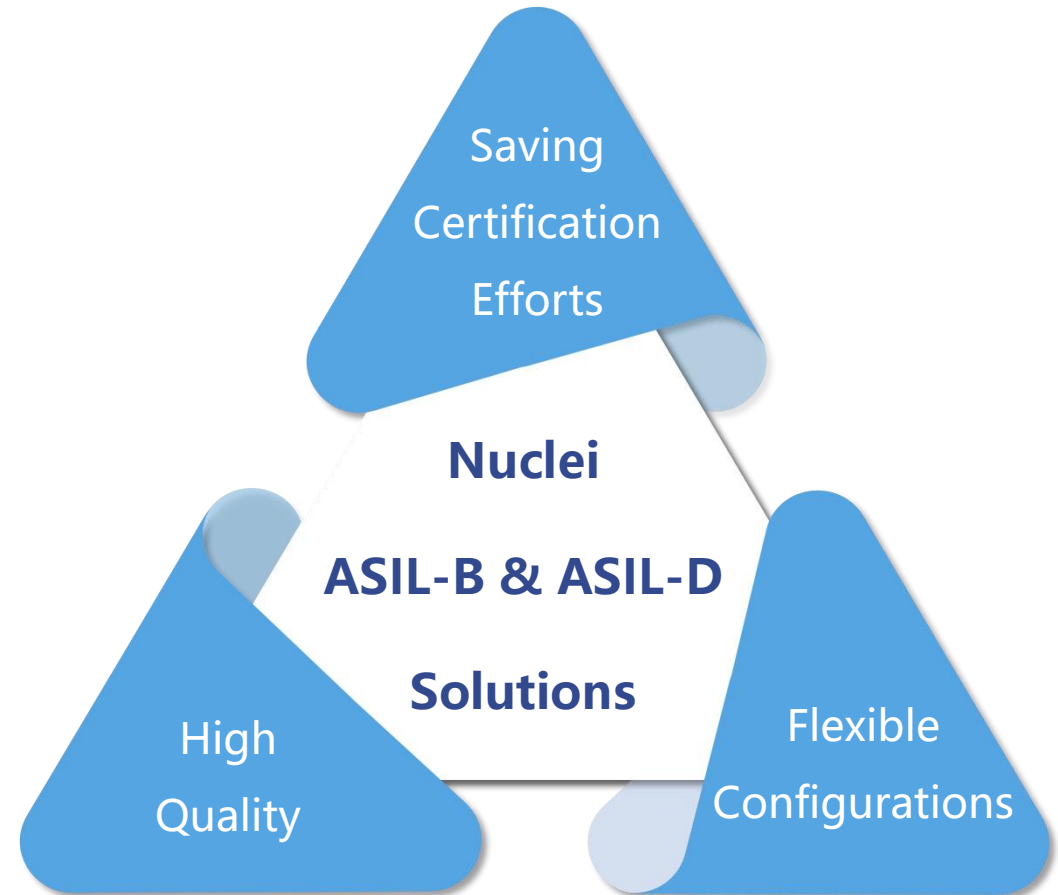 Saving
Certification
Efforts
Nuclei
ASIL-B & ASIL-D
Solutions
High
Quality
Flexible
Configurations